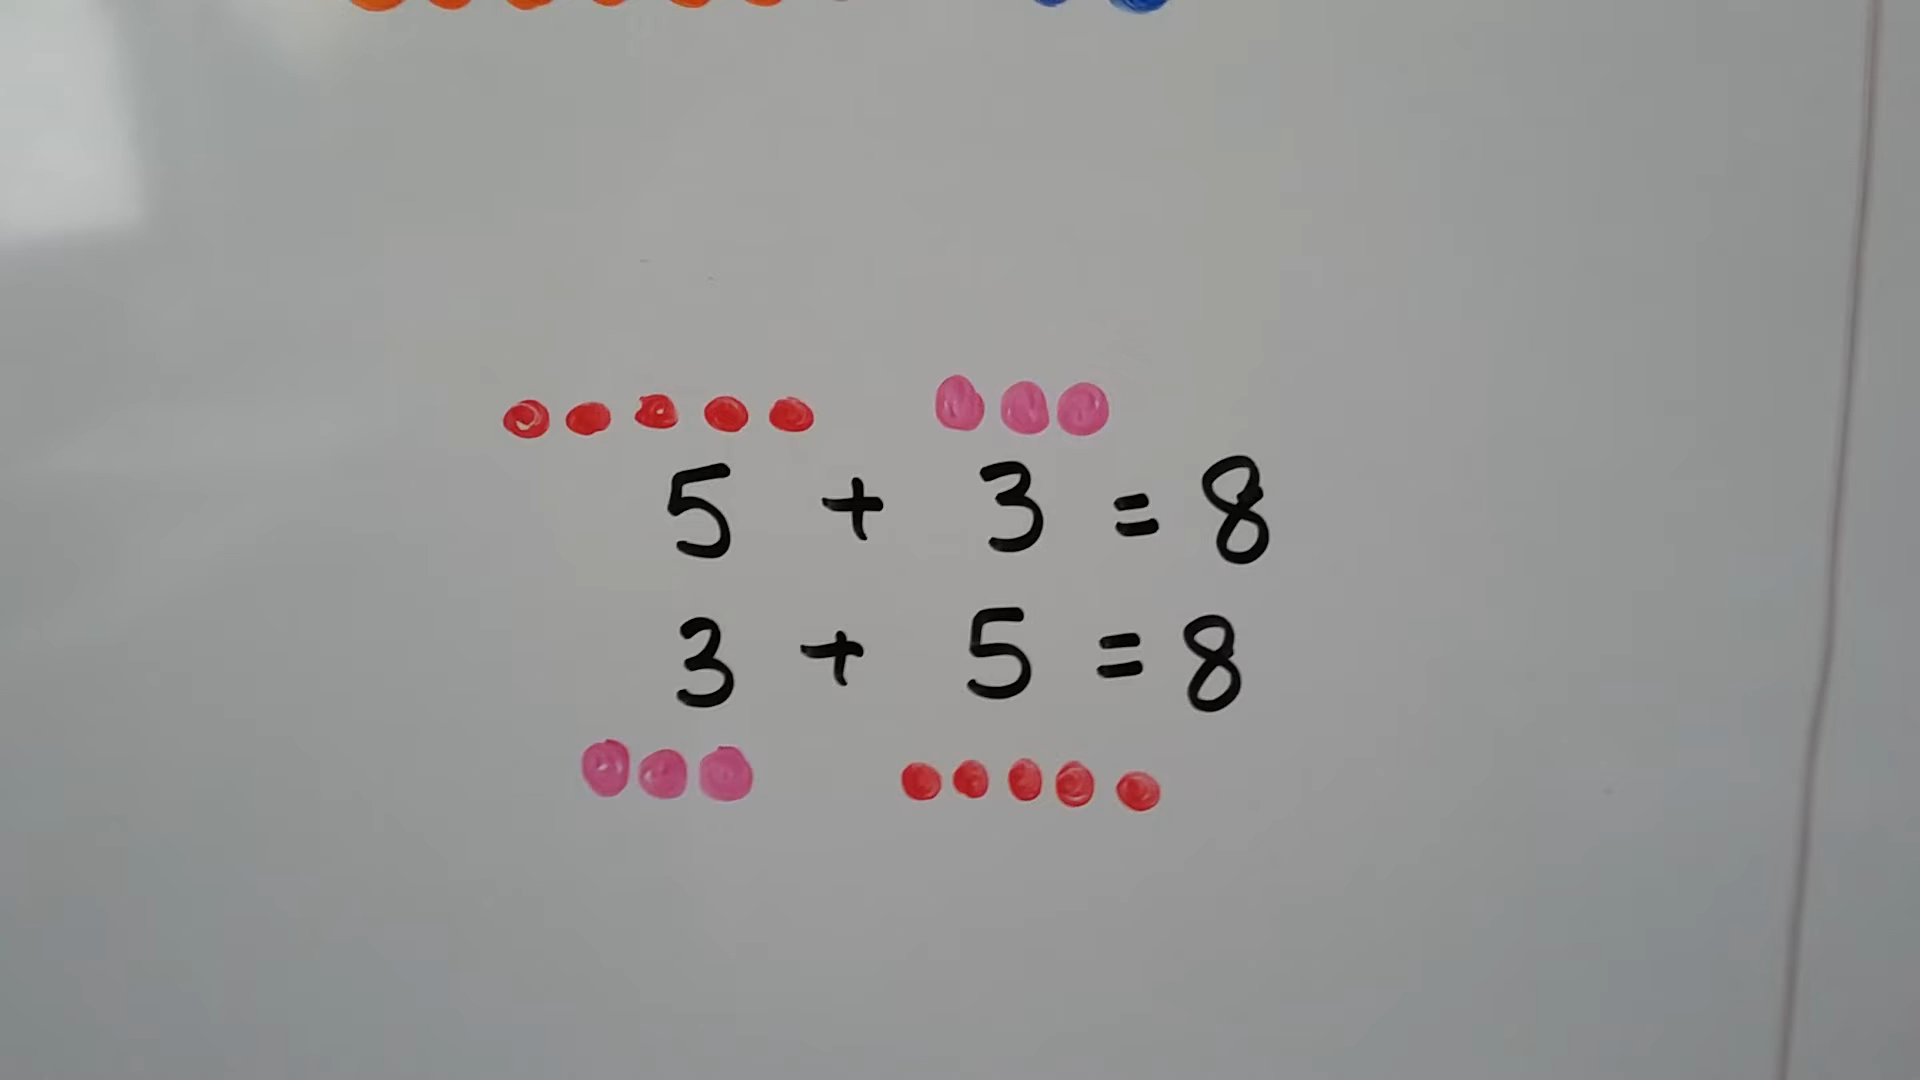 5 + 3 = 8
3 + 5 = 8